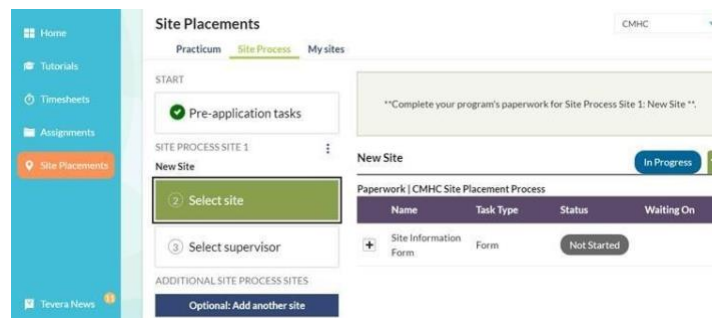 Home
Tutorials
Timesheets
Assignments
Site Placements
Tevera News
Site Placements
CMHC
Practicum Site Process My sites
START
Pre-application tasks
SITE PROCESS SITE 1
New Site
2 Select site
3 Select supervisor
ADDITIONAL SITE PROCESS SITES
Optional: Add another site
**Complete your program's paperwork for Site Process Site 1: New Site **.
New Site
In Progress
Paperwork | CMHC Site Placement Process
Name Task Type Status Waiting On
Site Information
Form
Form
Not Started